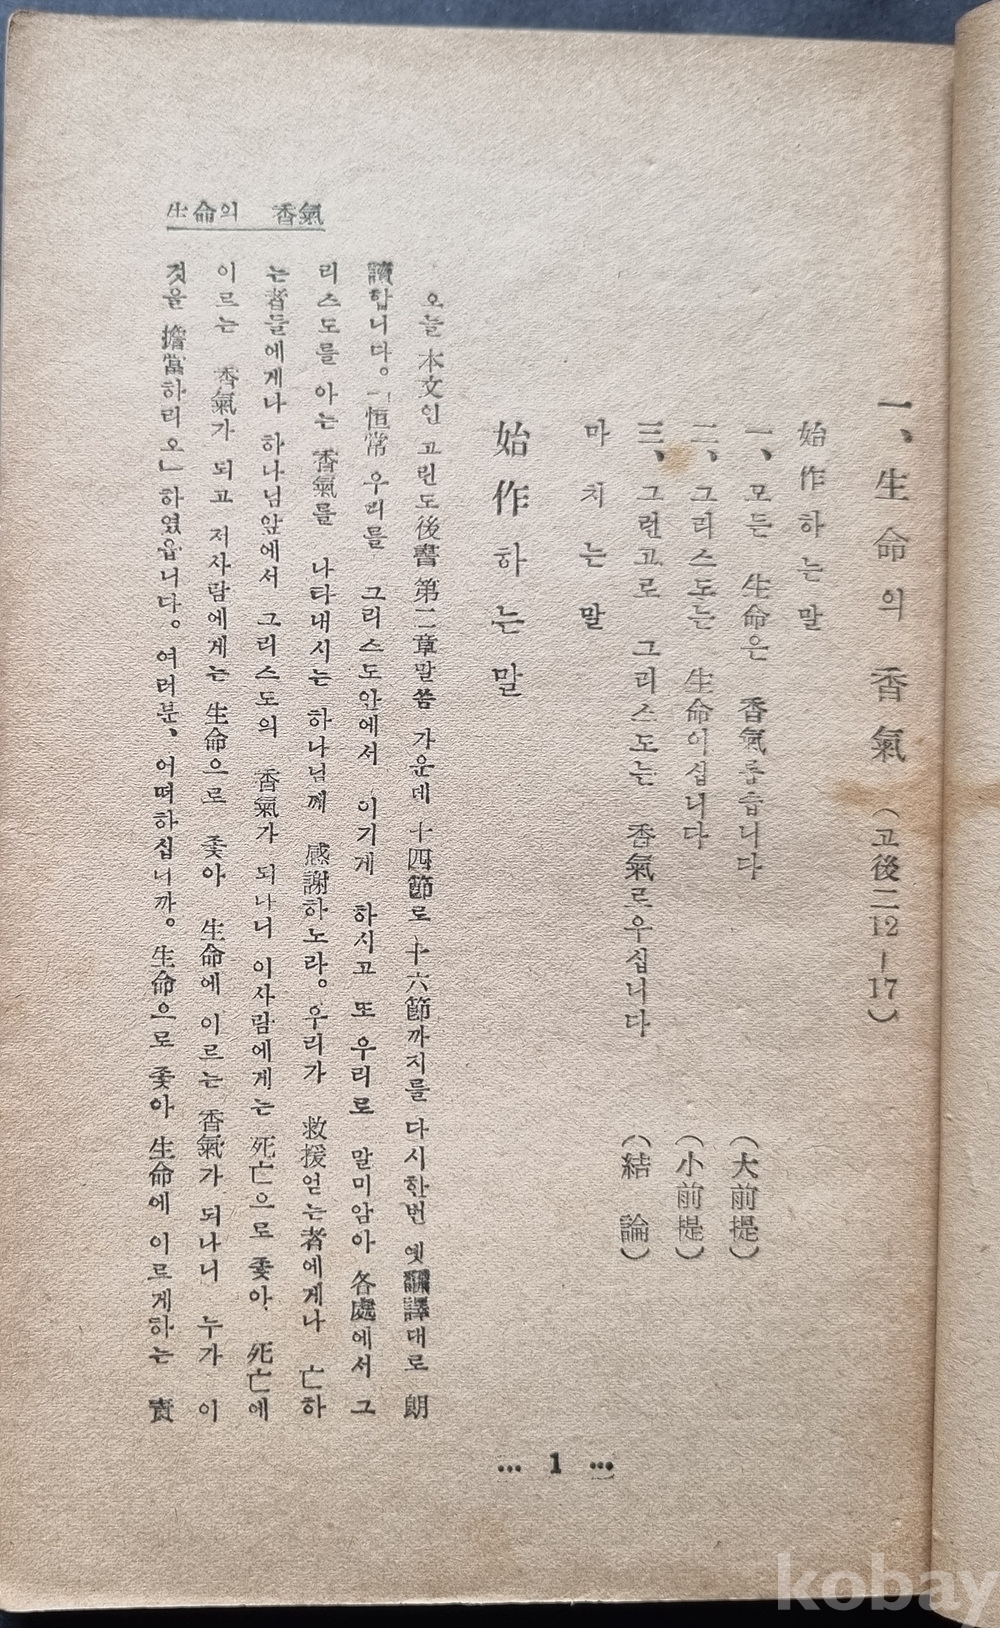 一、生命의 香氣 (고後二12―17)
始作하는말
一、모든 生命은 香氣롭습니다 (大前提)
二、그리스도는 生命이십니다 (小前提)
三、그런고로 그리스도는 香氣르우십니다 (結論)
마치는말
始作하는말
오늘 本文인 고린도後書 第二章말씀 가운데 十四節로 十六節까지를 다시한번 옛飜譯대로 朗
讀합니다。「恒常 우리를 그리스도안에서 이기게 하시고 또 우리로 말미암아 各處에서 그
리스도를 아는 香氣를 나타내시는 하나님께 感謝하노라。우리가 救援얻는者에게나 亡하
는者들에게나 하나님앞에서 그리스도의 香氣가 되나니 이사람에게는 死亡으로 좇아 死亡에
이르는 香氣가 되고 저사람에게는 生命으로 좇아 生命에 이르는 香氣가 되나니 누가 이
것을 擔當하리오」하였읍니다。여러분、어떠하십니까。生命으로 좇아 生命에 이르게하는 責
生命의 香氣
… 1 …
kobay